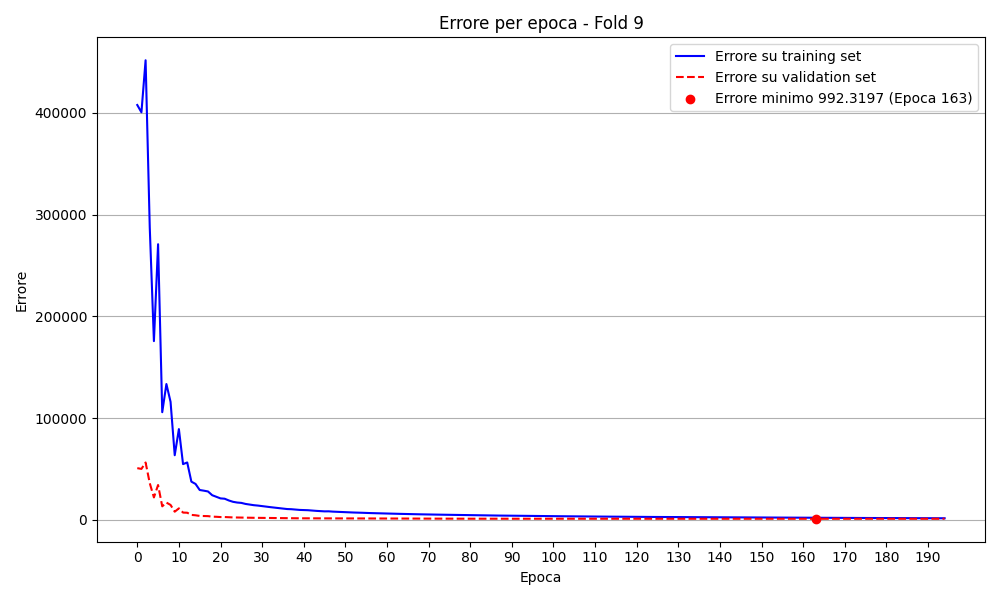 Errore per epoca - Fold 9
Errore su training set
Errore su validation set
Errore minimo 992.3197 (Epoca 163)
400000
300000
200000
100000
0
Errore
0 10 20 30 40 50 60 70 80 90 100 110 120 130 140 150 160 170 180 190
Epoca